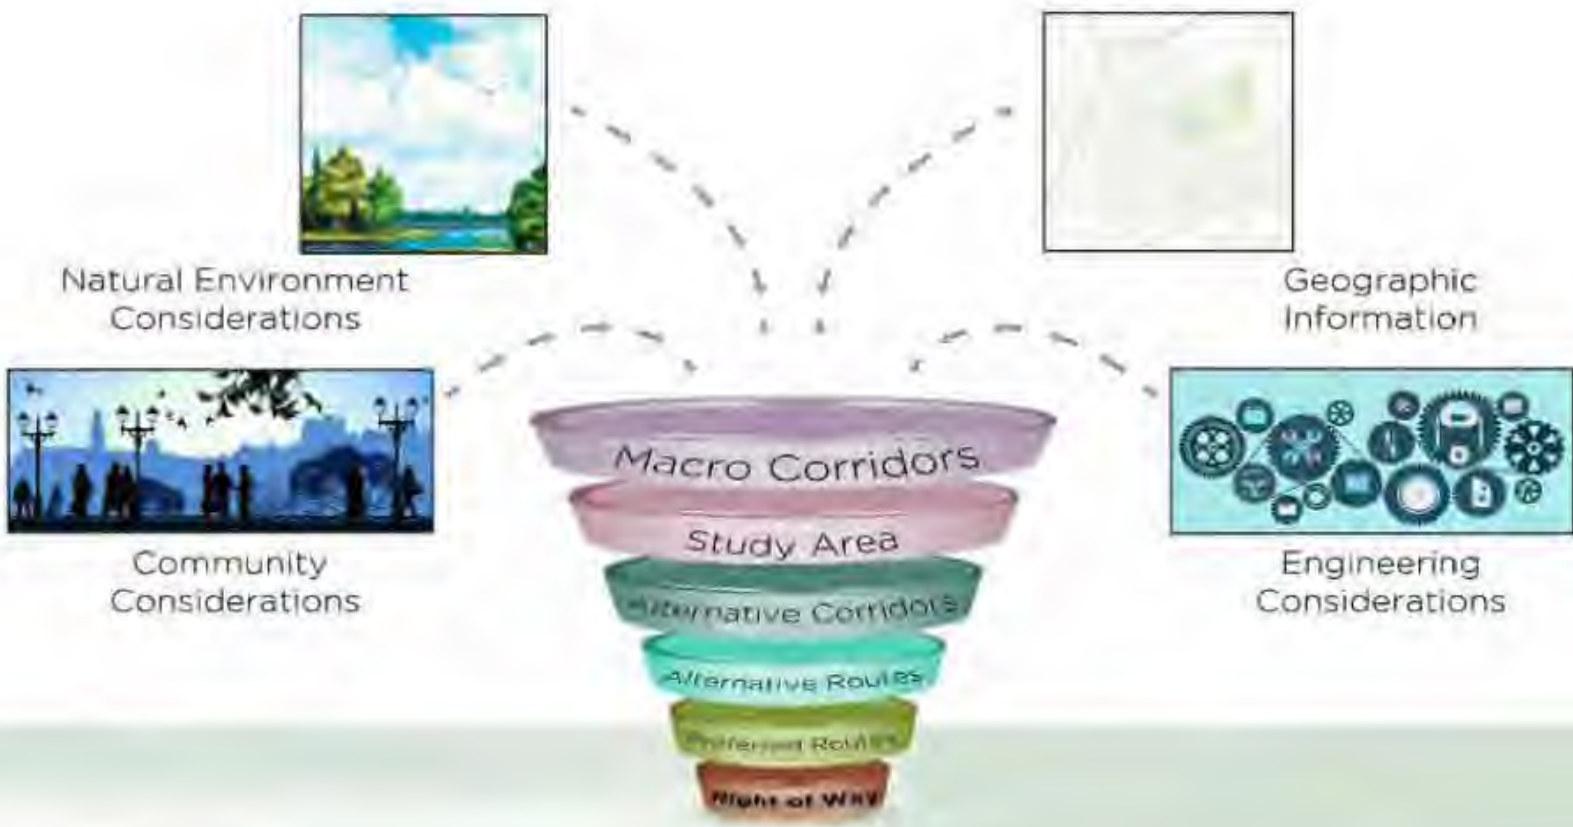 Natural Environment
Considerations
Geographic
Information
Community
Considerations
Engineering
Considerations
Macro Corridors
Study Area
Alternative Corridors
Alternative Routes
Preferred Routes
Right of Way